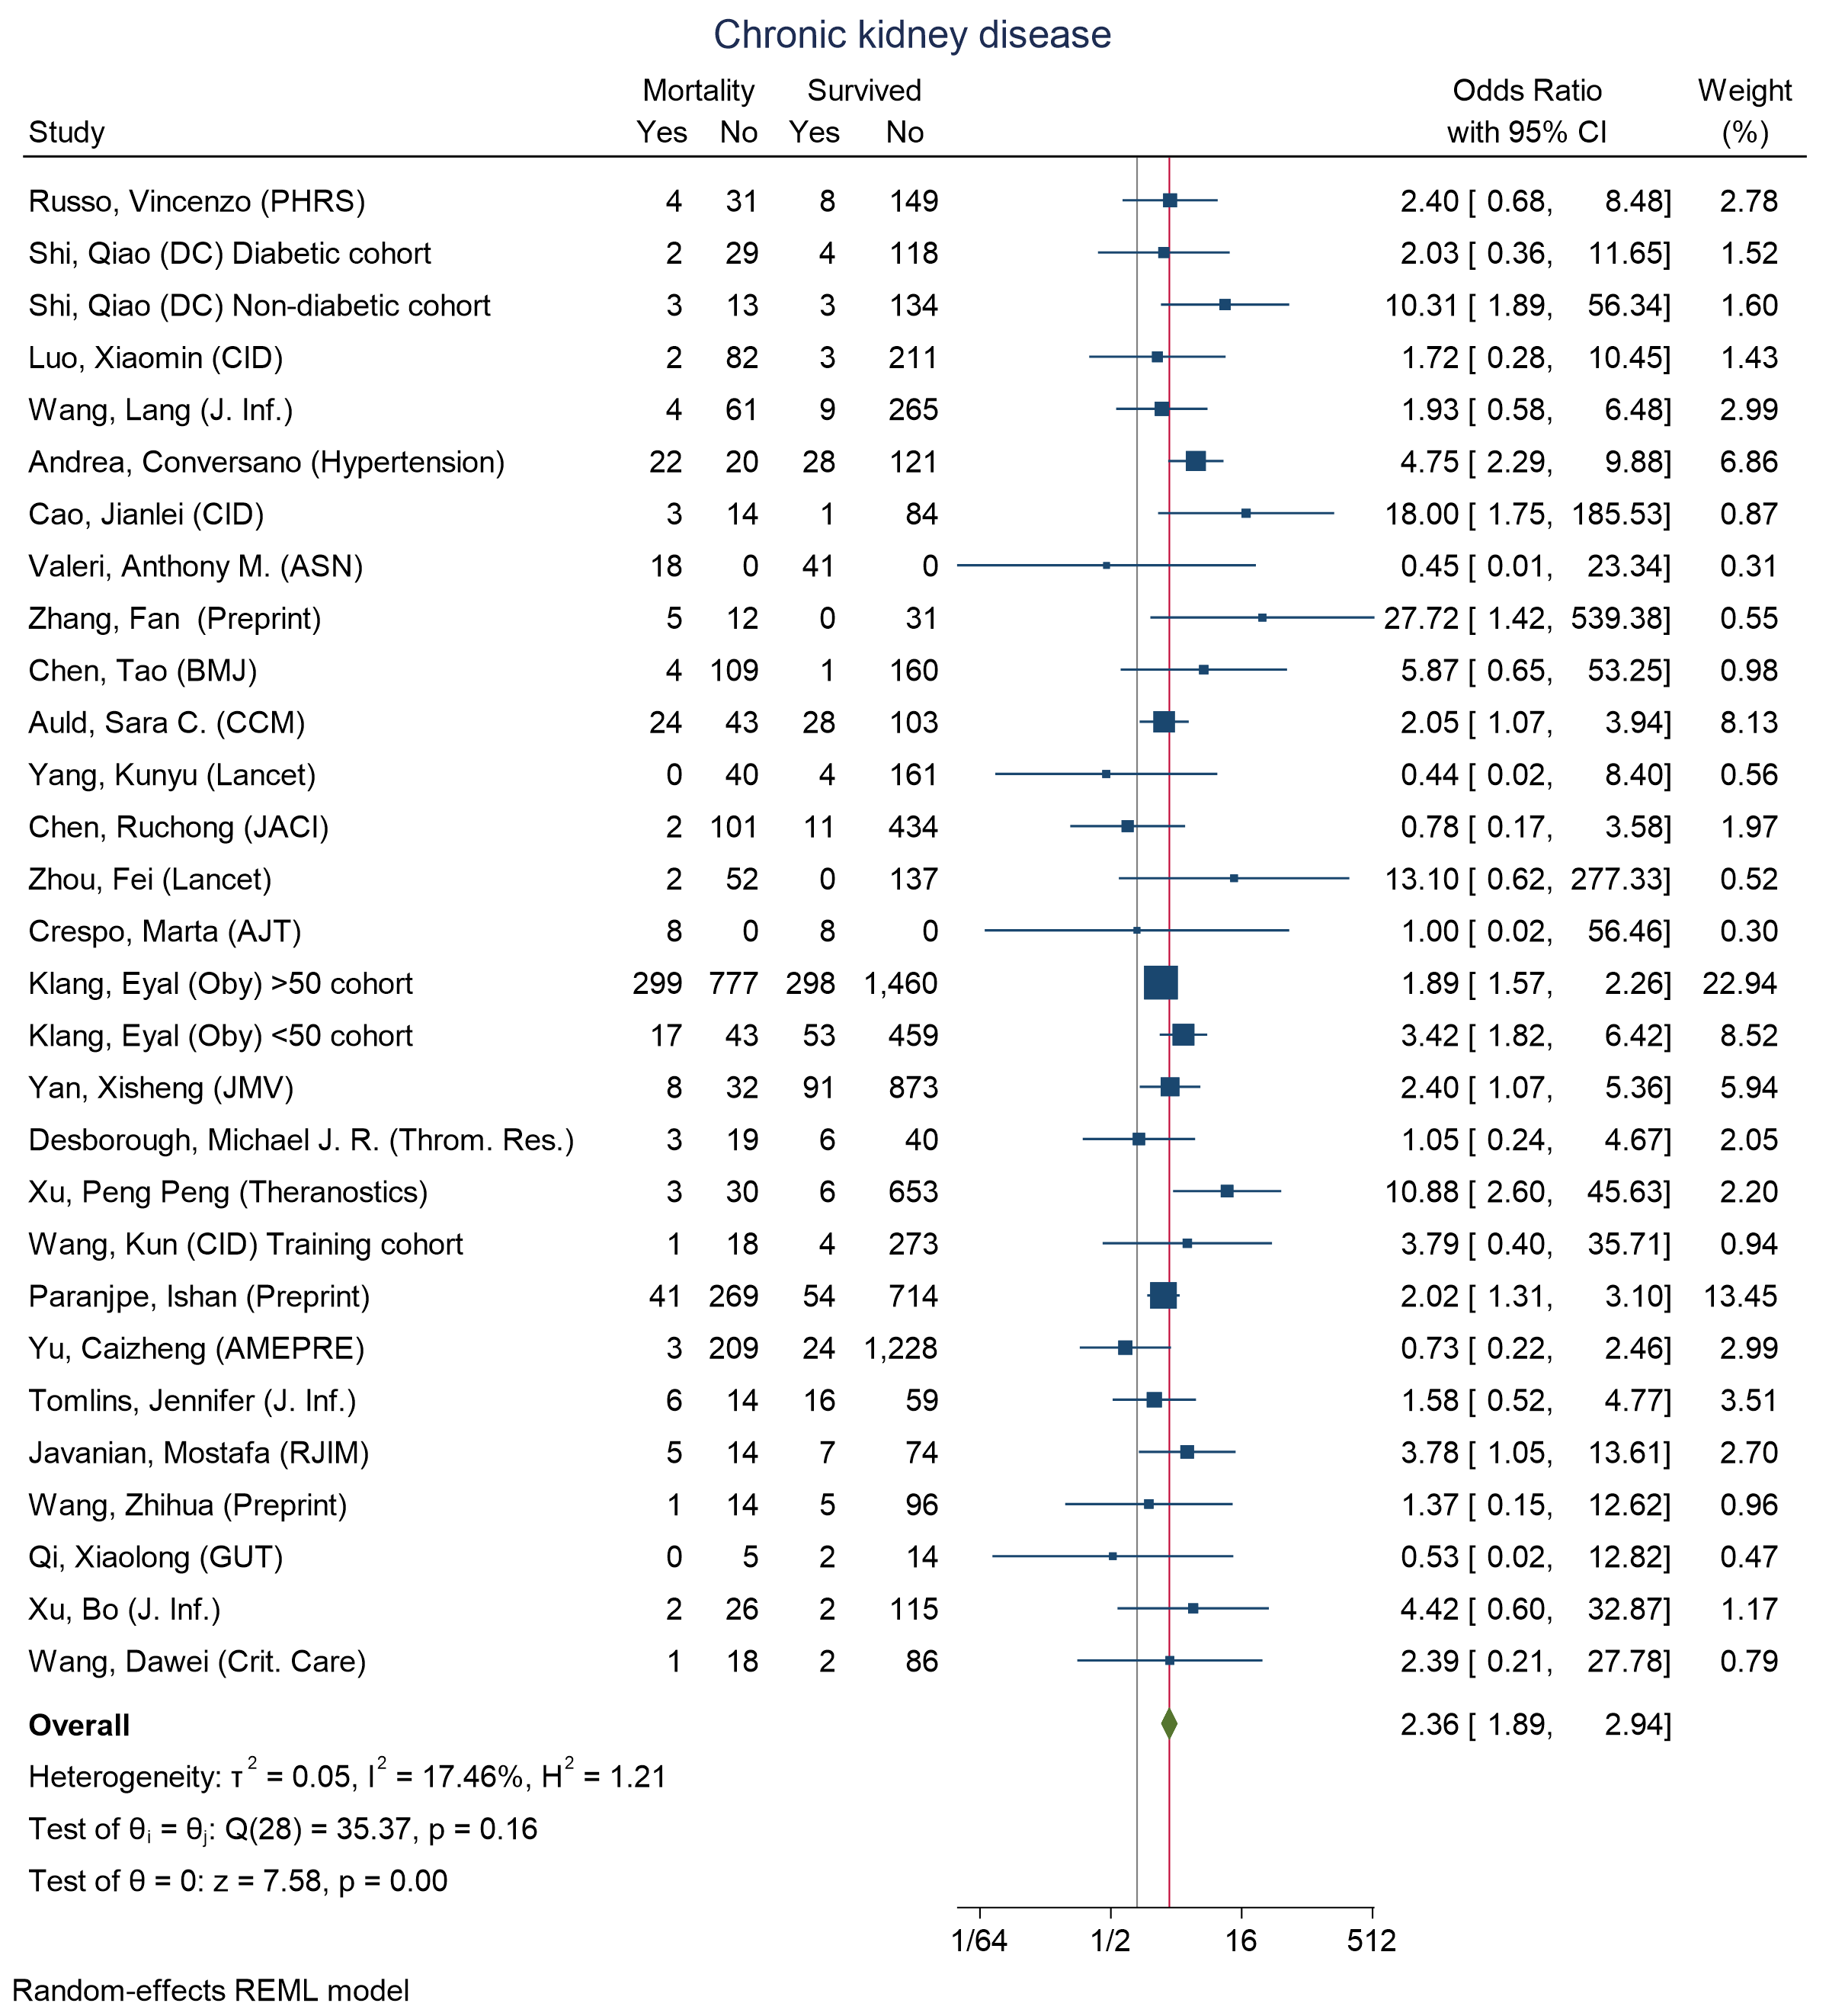 Chronic kidney disease
Mortality Survived Odds Ratio Weight
Study Yes No Yes No with 95% CI (%)
Russo, Vincenzo (PHRS) 4 31 8 149 2.40 [ 0.68, 8.48] 2.78
Shi, Qiao (DC) Diabetic cohort 2 29 4 118 2.03 [ 0.36, 11.65] 1.52
Shi, Qiao (DC) Non-diabetic cohort 3 13 3 134 10.31 [ 1.89, 56.34] 1.60
Luo, Xiaomin (CID) 2 82 3 211 1.72 [ 0.28, 10.45] 1.43
Wang, Lang (J. Inf.) 4 61 9 265 1.93 [ 0.58, 6.48] 2.99
Andrea, Conversano (Hypertension) 22 20 28 121 4.75 [ 2.29, 9.88] 6.86
Cao, Jianlei (CID) 3 14 1 84 18.00 [ 1.75, 185.53] 0.87
Valeri, Anthony M. (ASN) 18 0 41 0 0.45 [ 0.01, 23.34] 0.31
Zhang, Fan (Preprint) 5 12 0 31 27.72 [ 1.42, 539.38] 0.55
Chen, Tao (BMJ) 4 109 1 160 5.87 [ 0.65, 53.25] 0.98
Auld, Sara C. (CCM) 24 43 28 103 2.05 [ 1.07, 3.94] 8.13
Yang, Kunyu (Lancet) 0 40 4 161 0.44 [ 0.02, 8.40] 0.56
Chen, Ruchong (JACI) 2 101 11 434 0.78 [ 0.17, 3.58] 1.97
Zhou, Fei (Lancet) 2 52 0 137 13.10 [ 0.62, 277.33] 0.52
Crespo, Marta (AJT) 8 0 8 0 1.00 [ 0.02, 56.46] 0.30
Klang, Eyal (Oby) >50 cohort 299 777 298 1,460 1.89 [ 1.57, 2.26] 22.94
Klang, Eyal (Oby) <50 cohort 17 43 53 459 3.42 [ 1.82, 6.42] 8.52
Yan, Xisheng (JMV) 8 32 91 873 2.40 [ 1.07, 5.36] 5.94
Desborough, Michael J. R. (Throm. Res.) 3 19 6 40 1.05 [ 0.24, 4.67] 2.05
Xu, Peng Peng (Theranostics) 3 30 6 653 10.88 [ 2.60, 45.63] 2.20
Wang, Kun (CID) Training cohort 1 18 4 273 3.79 [ 0.40, 35.71] 0.94
Paranjpe, Ishan (Preprint) 41 269 54 714 2.02 [ 1.31, 3.10] 13.45
Yu, Caizheng (AMEPRE) 3 209 24 1,228 0.73 [ 0.22, 2.46] 2.99
Tomlins, Jennifer (J. Inf.) 6 14 16 59 1.58 [ 0.52, 4.77] 3.51
Javanian, Mostafa (RJIM) 5 14 7 74 3.78 [ 1.05, 13.61] 2.70
Wang, Zhihua (Preprint) 1 14 5 96 1.37 [ 0.15, 12.62] 0.96
Qi, Xiaolong (GUT) 0 5 2 14 0.53 [ 0.02, 12.82] 0.47
Xu, Bo (J. Inf.) 2 26 2 115 4.42 [ 0.60, 32.87] 1.17
Wang, Dawei (Crit. Care) 1 18 2 86 2.39 [ 0.21, 27.78] 0.79
Overall 2.36 [ 1.89, 2.94]
Heterogeneity: τ² = 0.05, I² = 17.46%, H² = 1.21
Test of θᵢ = θⱼ: Q(28) = 35.37, p = 0.16
Test of θ = 0: z = 7.58, p = 0.00
1/64 1/2 16 512
Random-effects REML model